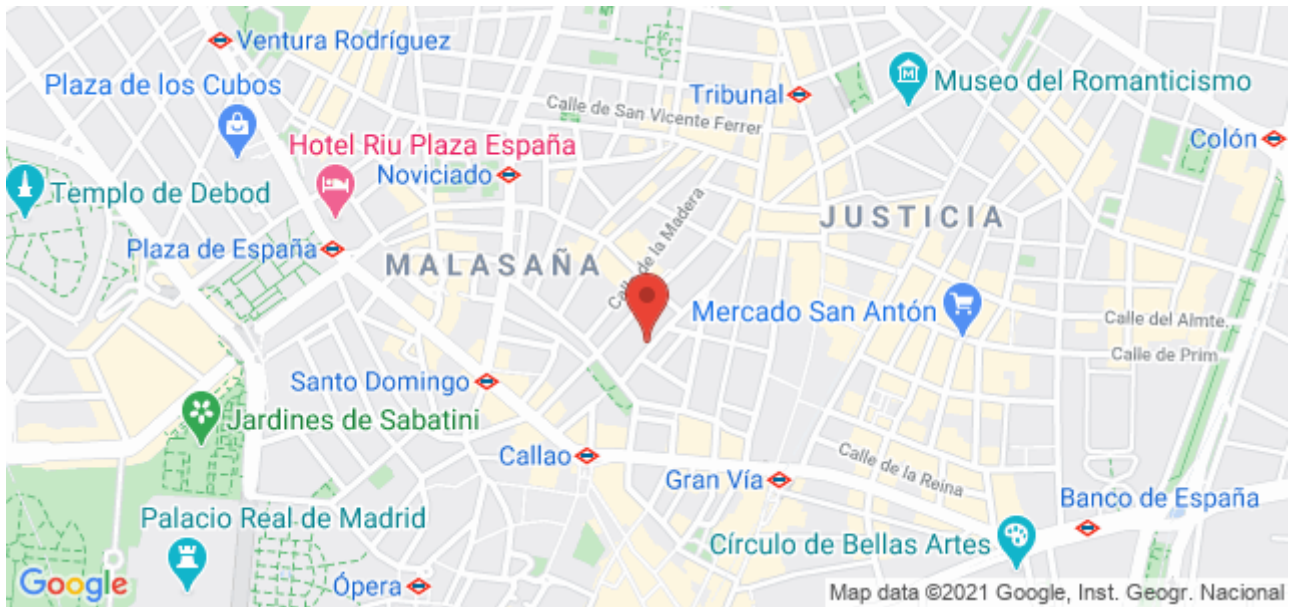 Ventura Rodríguez
Plaza de los Cubos
Museo del Romanticismo
Tribunal
Calle de San Vicente Ferrer
Colón
Hotel Riu Plaza España
Noviciado
Templo de Debod
JUSTICIA
Calle de la Madera
Plaza de España
MALASAÑA
Mercado San Antón
Calle del Almte.
Calle de Prim
Santo Domingo
Jardines de Sabatini
Callao
Calle de la Reina
Gran Vía
Banco de España
Palacio Real de Madrid
Círculo de Bellas Artes
Ópera
Google
Map data ©2021 Google, Inst. Geogr. Nacional